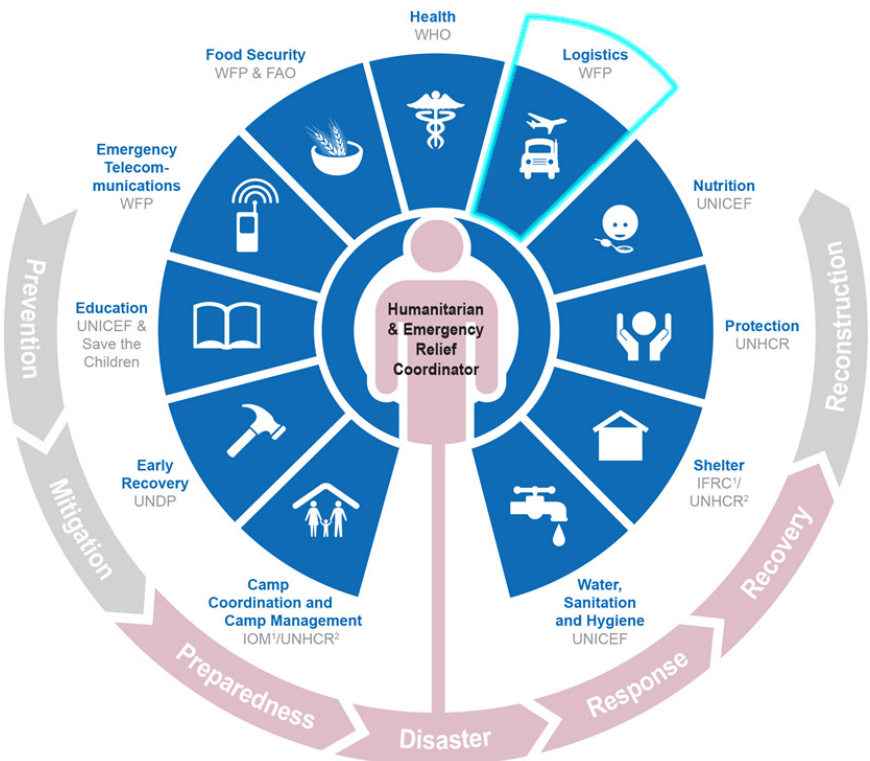 Health
WHO
Food Security
WFP & FAO
Logistics
WFP
Emergency
Telecom-
munications
WFP
Nutrition
UNICEF
Education
UNICEF &
Save the
Children
Humanitarian
& Emergency
Relief
Coordinator
Protection
UNHCR
Early
Recovery
UNDP
Shelter
IFRC¹/
UNHCR²
Camp
Coordination and
Camp Management
IOM¹/UNHCR²
Water,
Sanitation
and Hygiene
UNICEF
Prevention
Mitigation
Preparedness
Disaster
Response
Recovery
Reconstruction